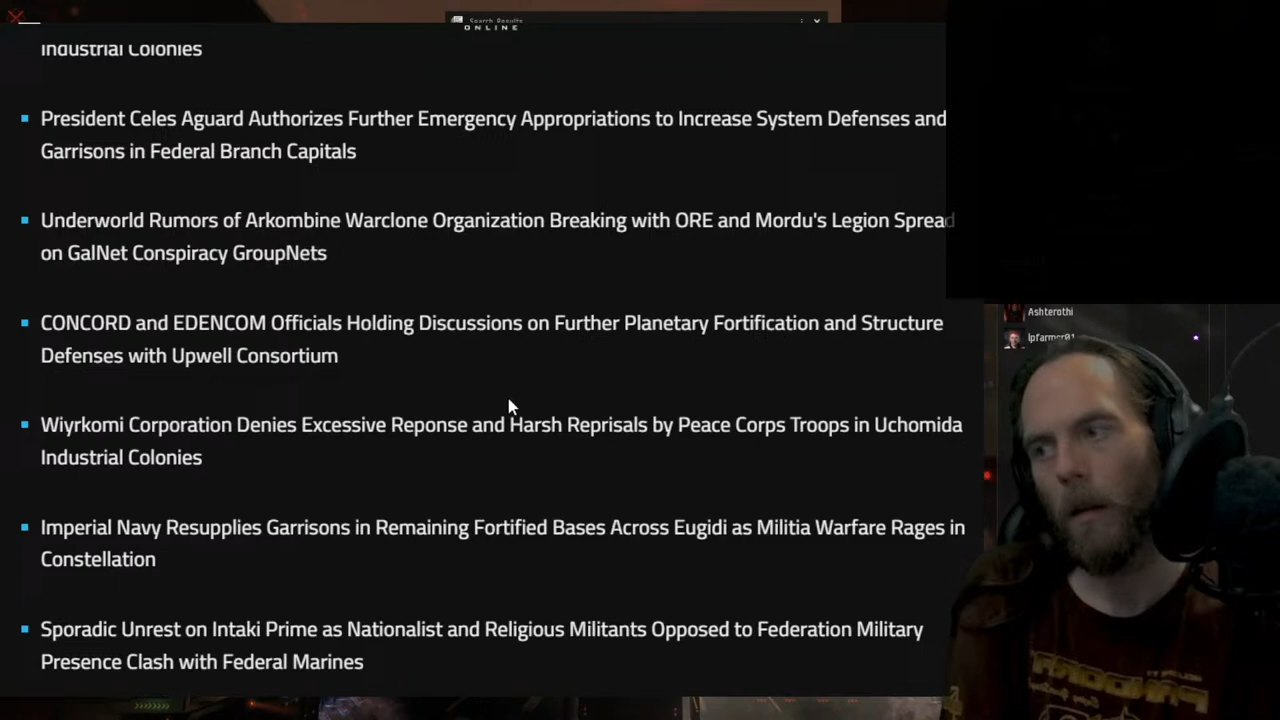 Search Results
ONLINE
Industrial Colonies
President Celes Aguard Authorizes Further Emergency Appropriations to Increase System Defenses and
Garrisons in Federal Branch Capitals
Underworld Rumors of Arkombine Warclone Organization Breaking with ORE and Mordu's Legion Spread
on GalNet Conspiracy GroupNets
CONCORD and EDENCOM Officials Holding Discussions on Further Planetary Fortification and Structure
Defenses with Upwell Consortium
Wiyrkomi Corporation Denies Excessive Reponse and Harsh Reprisals by Peace Corps Troops in Uchomida
Industrial Colonies
Imperial Navy Resupplies Garrisons in Remaining Fortified Bases Across Eugidi as Militia Warfare Rages in
Constellation
Sporadic Unrest on Intaki Prime as Nationalist and Religious Militants Opposed to Federation Military
Presence Clash with Federal Marines
Ashterothi
lpfarmer01